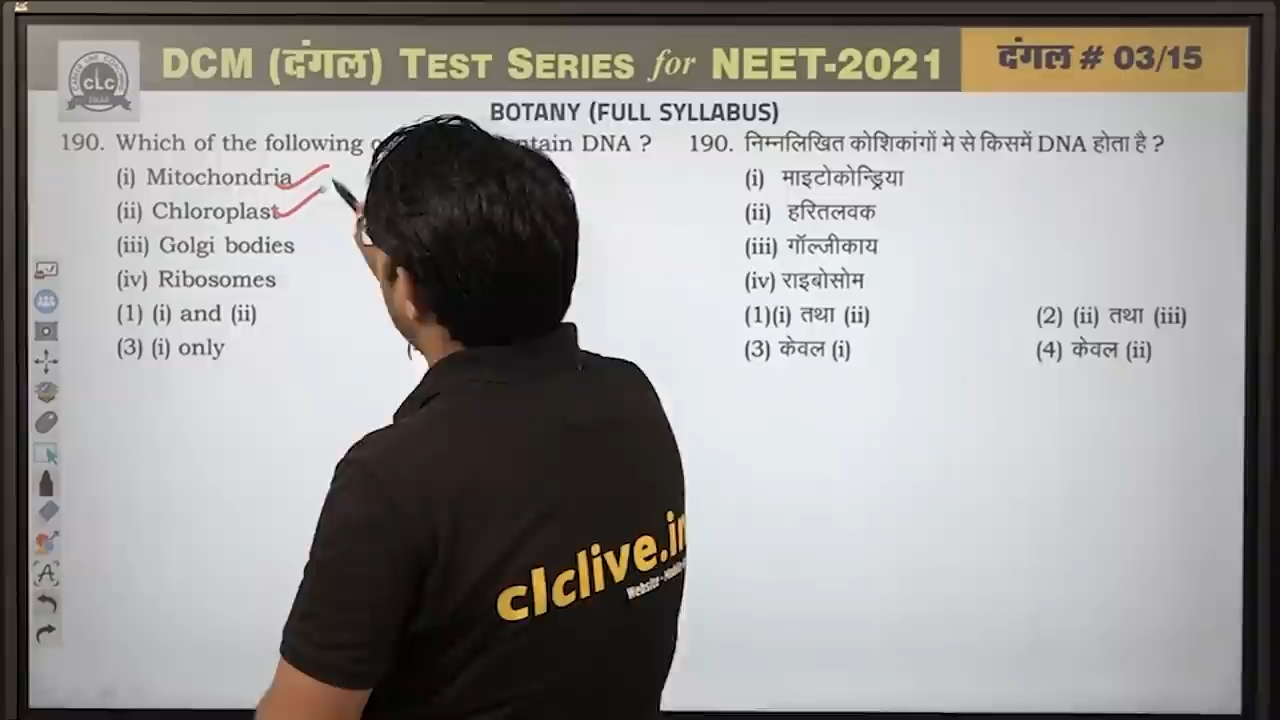 DCM (दंगल) TEST SERIES for NEET-2021
दंगल # 03/15
CLC
BOTANY (FULL SYLLABUS)
190. Which of the following DNA ?
(i) Mitochondria
(ii) Chloroplast
(iii) Golgi bodies
(iv) Ribosomes
(1) (i) and (ii)
(3) (i) only
190. निम्नलिखित कोशिकांगों मे से किसमें DNA होता है ?
(i) माइटोकोन्ड्रिया
(ii) हरितलवक
(iii) गॉल्जीकाय
(iv) राइबोसोम
(1)(i) तथा (ii) (2) (ii) तथा (iii)
(3) केवल (i) (4) केवल (ii)
clclive.in
Website -